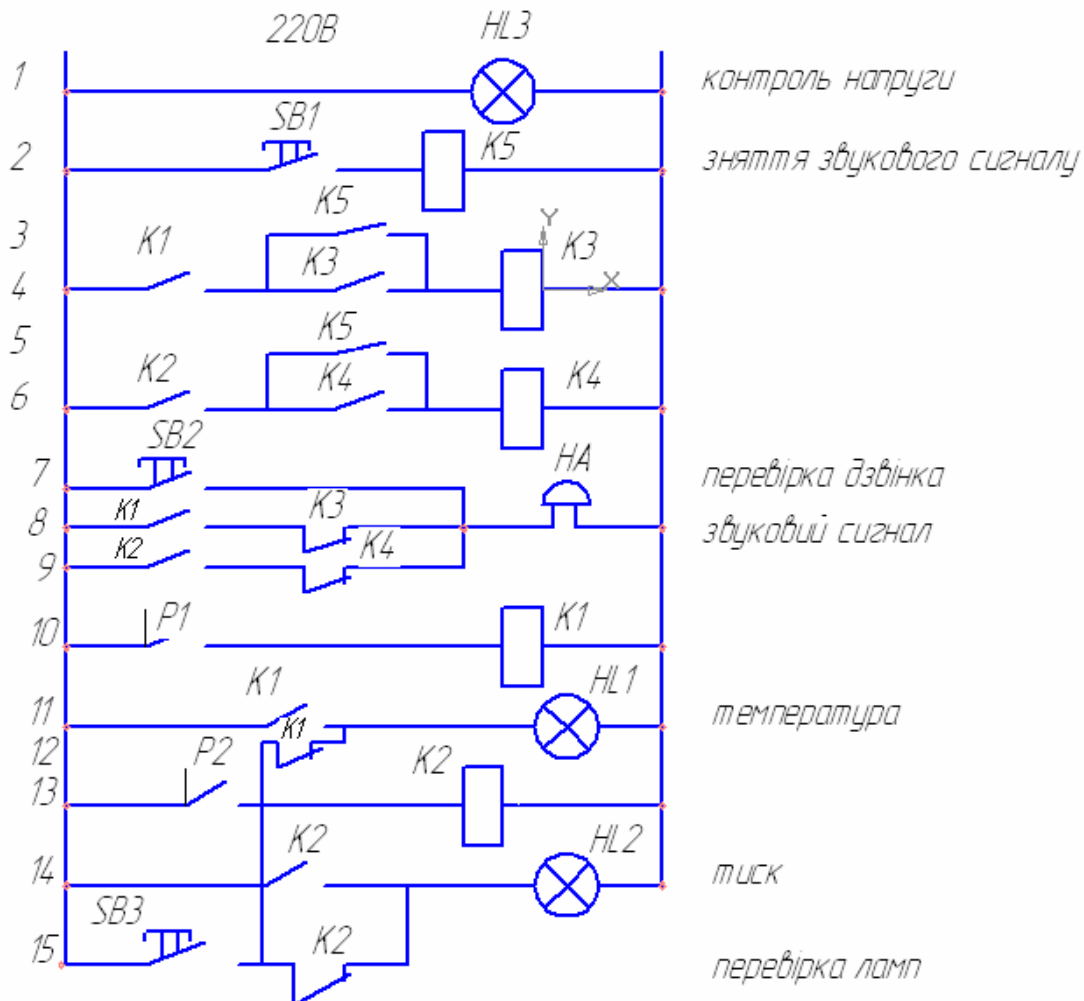 220В HL3
1 контроль напруги
SB1
2 K5 зняття звукового сигналу
K5
3 Y
K1 K3 K3
4 X
5 K5
K2 K4 K4
6
SB2
7 HA перевірка дзвінка
K1 K3
8 звуковий сигнал
K2 K4
9
P1 K1
10
K1 HL1
11 температура
K1
12
P2 K2
13
K2 HL2
14 тиск
SB3
15 K2 перевірка ламп